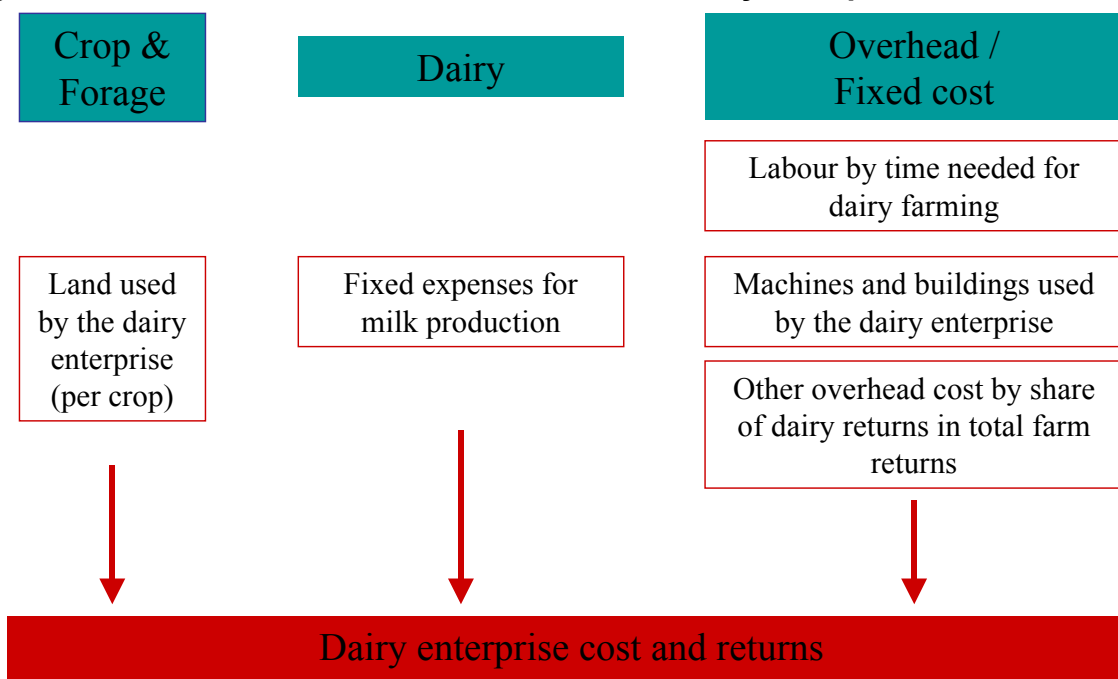 Crop &
Forage
Dairy
Overhead /
Fixed cost
Labour by time needed for
dairy farming
Land used
by the dairy
enterprise
(per crop)
Fixed expenses for
milk production
Machines and buildings used
by the dairy enterprise
Other overhead cost by share
of dairy returns in total farm
returns
Dairy enterprise cost and returns